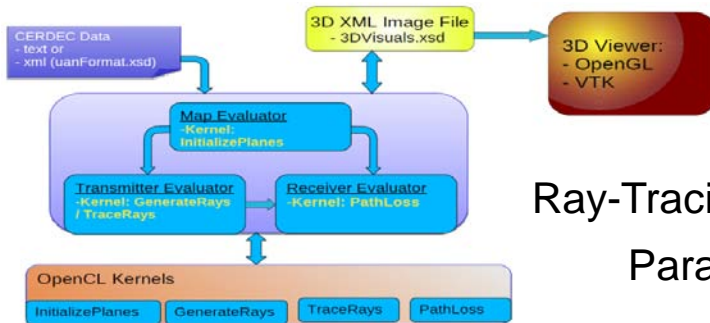 CERDEC Data
- text or
- xml (uanFormat.xsd)
3D XML Image File
- 3DVisuals.xsd
3D Viewer:
- OpenGL
- VTK
Map Evaluator
-Kernel:
InitializePlanes
Transmitter Evaluator
-Kernel: GenerateRays
/ TraceRays
Receiver Evaluator
-Kernel: PathLoss
Ray-Traci
Para
OpenCL Kernels
InitializePlanes
GenerateRays
TraceRays
PathLoss